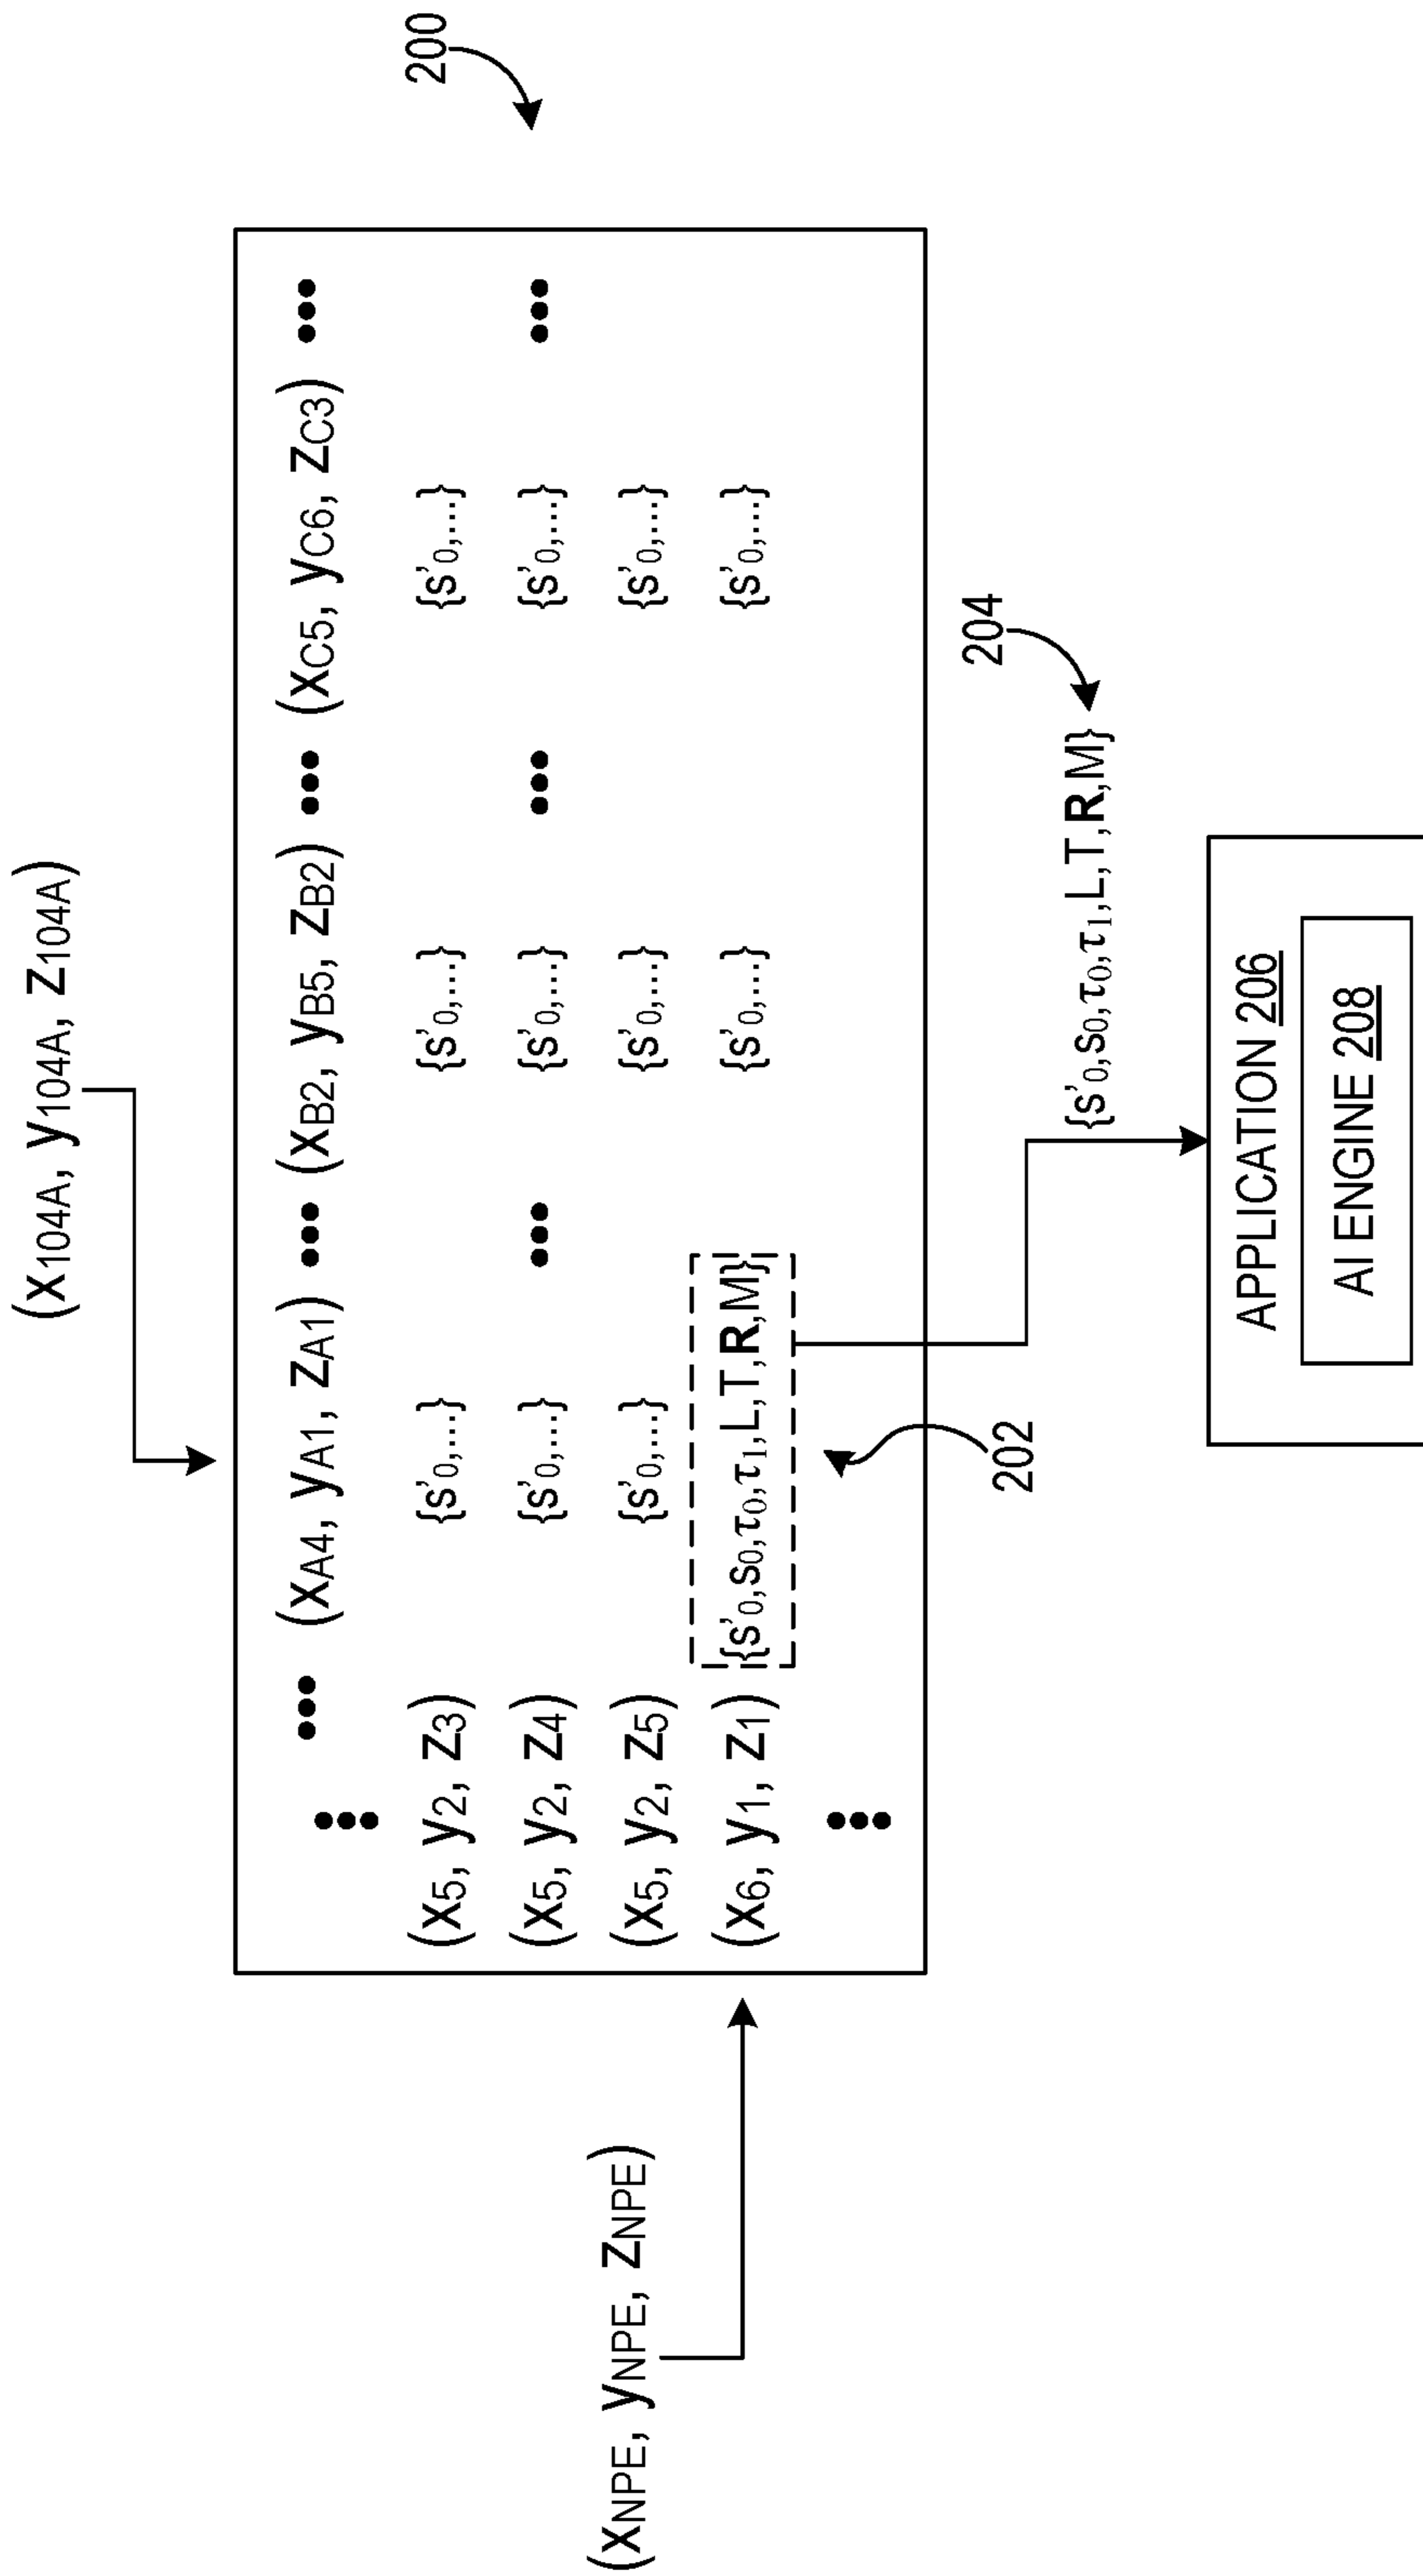 (x104A, y104A, z104A)
200
••• (xA4, yA1, zA1) ••• (xB2, yB5, zB2) ••• (xC5, yC6, zC3) •••
(x5, y2, z3) {s'0,...} {s'0,...} {s'0,...}
(x5, y2, z4) {s'0,...} ••• {s'0,...} ••• {s'0,...} •••
(x5, y2, z5) {s'0,...} {s'0,...} {s'0,...}
(xNPE, yNPE, zNPE)
(x6, y1, z1) {s'0,s0,τ0,τ1,L,T,R,M} {s'0,...} {s'0,...}
202
204
{s'0,s0,τ0,τ1,L,T,R,M}
APPLICATION 206
AI ENGINE 208